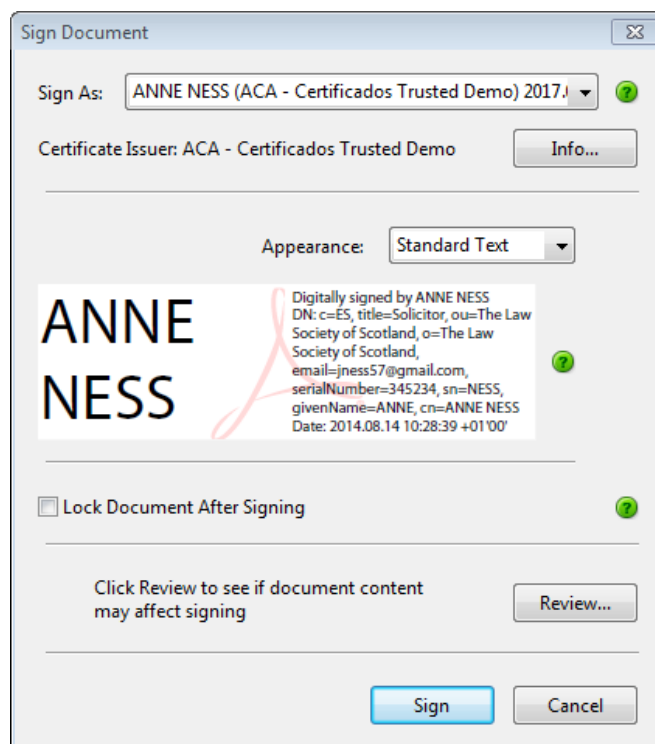 Sign Document
Sign As: ANNE NESS (ACA - Certificados Trusted Demo) 2017.
Certificate Issuer: ACA - Certificados Trusted Demo Info...
Appearance: Standard Text
ANNE
NESS
Digitally signed by ANNE NESS
DN: c=ES, title=Solicitor, ou=The Law
Society of Scotland, o=The Law
Society of Scotland,
email=jness57@gmail.com,
serialNumber=345234, sn=NESS,
givenName=ANNE, cn=ANNE NESS
Date: 2014.08.14 10:28:39 +01'00'
Lock Document After Signing
Click Review to see if document content
may affect signing
Review...
Sign Cancel